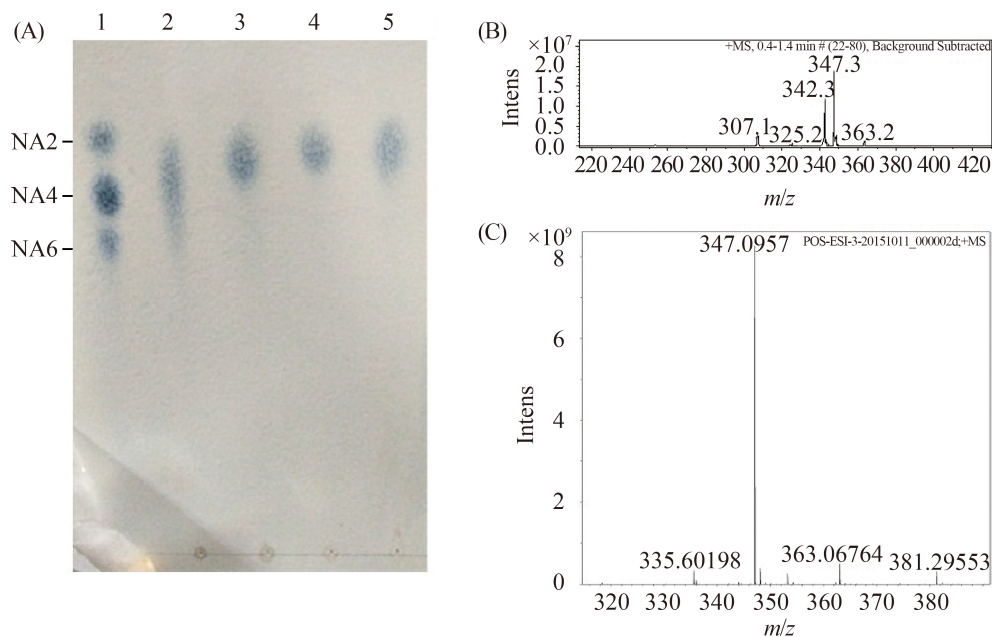 (A)
1 2 3 4 5
NA2
NA4
NA6
(B)
×10⁷
+MS, 0.4-1.4 min # (22-80), Background Subtracted
2.0
1.5
1.0
0.5
0.0
Intens
347.3
342.3
307.1
325.2
363.2
220 240 260 280 300 320 340 360 380 400 420
m/z
(C)
×10⁹
347.0957
POS-ESI-3-20151011_000002d;+MS
8
6
4
2
0
Intens
335.60198
363.06764
381.29553
320 330 340 350 360 370 380
m/z